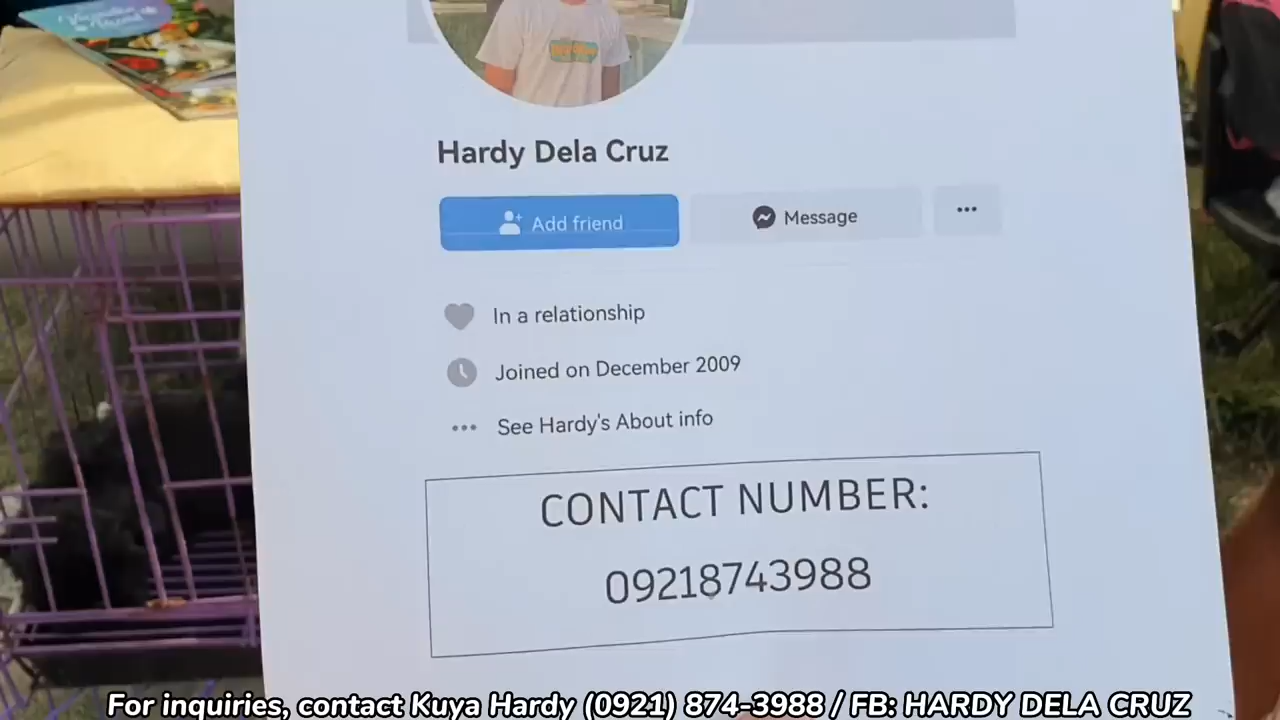 Hardy Dela Cruz
Add friend
Message
In a relationship
Joined on December 2009
See Hardy's About info
CONTACT NUMBER:
09218743988
For inquiries, contact Kuya Hardy (0921) 874-3988 / FB: HARDY DELA CRUZ